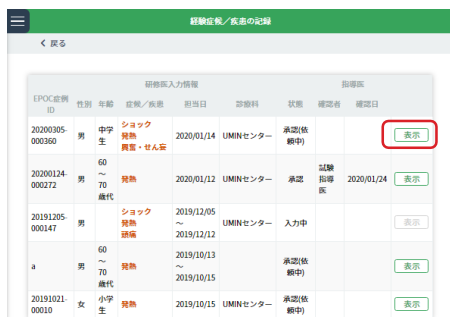 経験症候／疾患の記録
戻る
研修医入力情報 指導医
EPOC症例ID 性別 年齢 症候／疾患 担当日 診療科 状態 確認者 確認日
20200305-000360 男 中学生 ショック 発熱 興奮・せん妄 2020/01/14 UMINセンター 承認(依頼中) 表示
20200124-000272 男 60～70歳代 発熱 2020/01/12 UMINセンター 承認 試験指導医 2020/01/24 表示
20191205-000147 男 ショック 発熱 頭痛 2019/12/05～2019/12/12 UMINセンター 入力中 表示
a 男 60～70歳代 発熱 2019/10/13～2019/10/15 承認(依頼中) 表示
20191021-00010 女 小学生 発熱 2019/10/15 UMINセンター 承認(依頼中) 表示